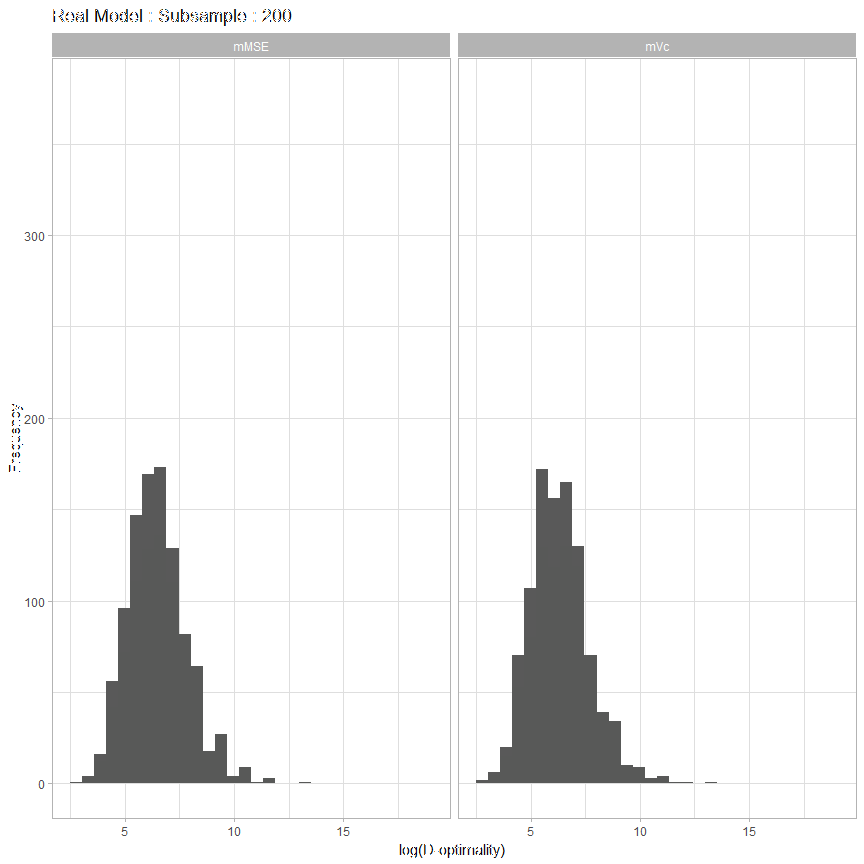 Real Model : Subsample : 200
mMSE mVc
Frequency
300
200
100
0
5 10 15 5 10 15
log(D-optimality)